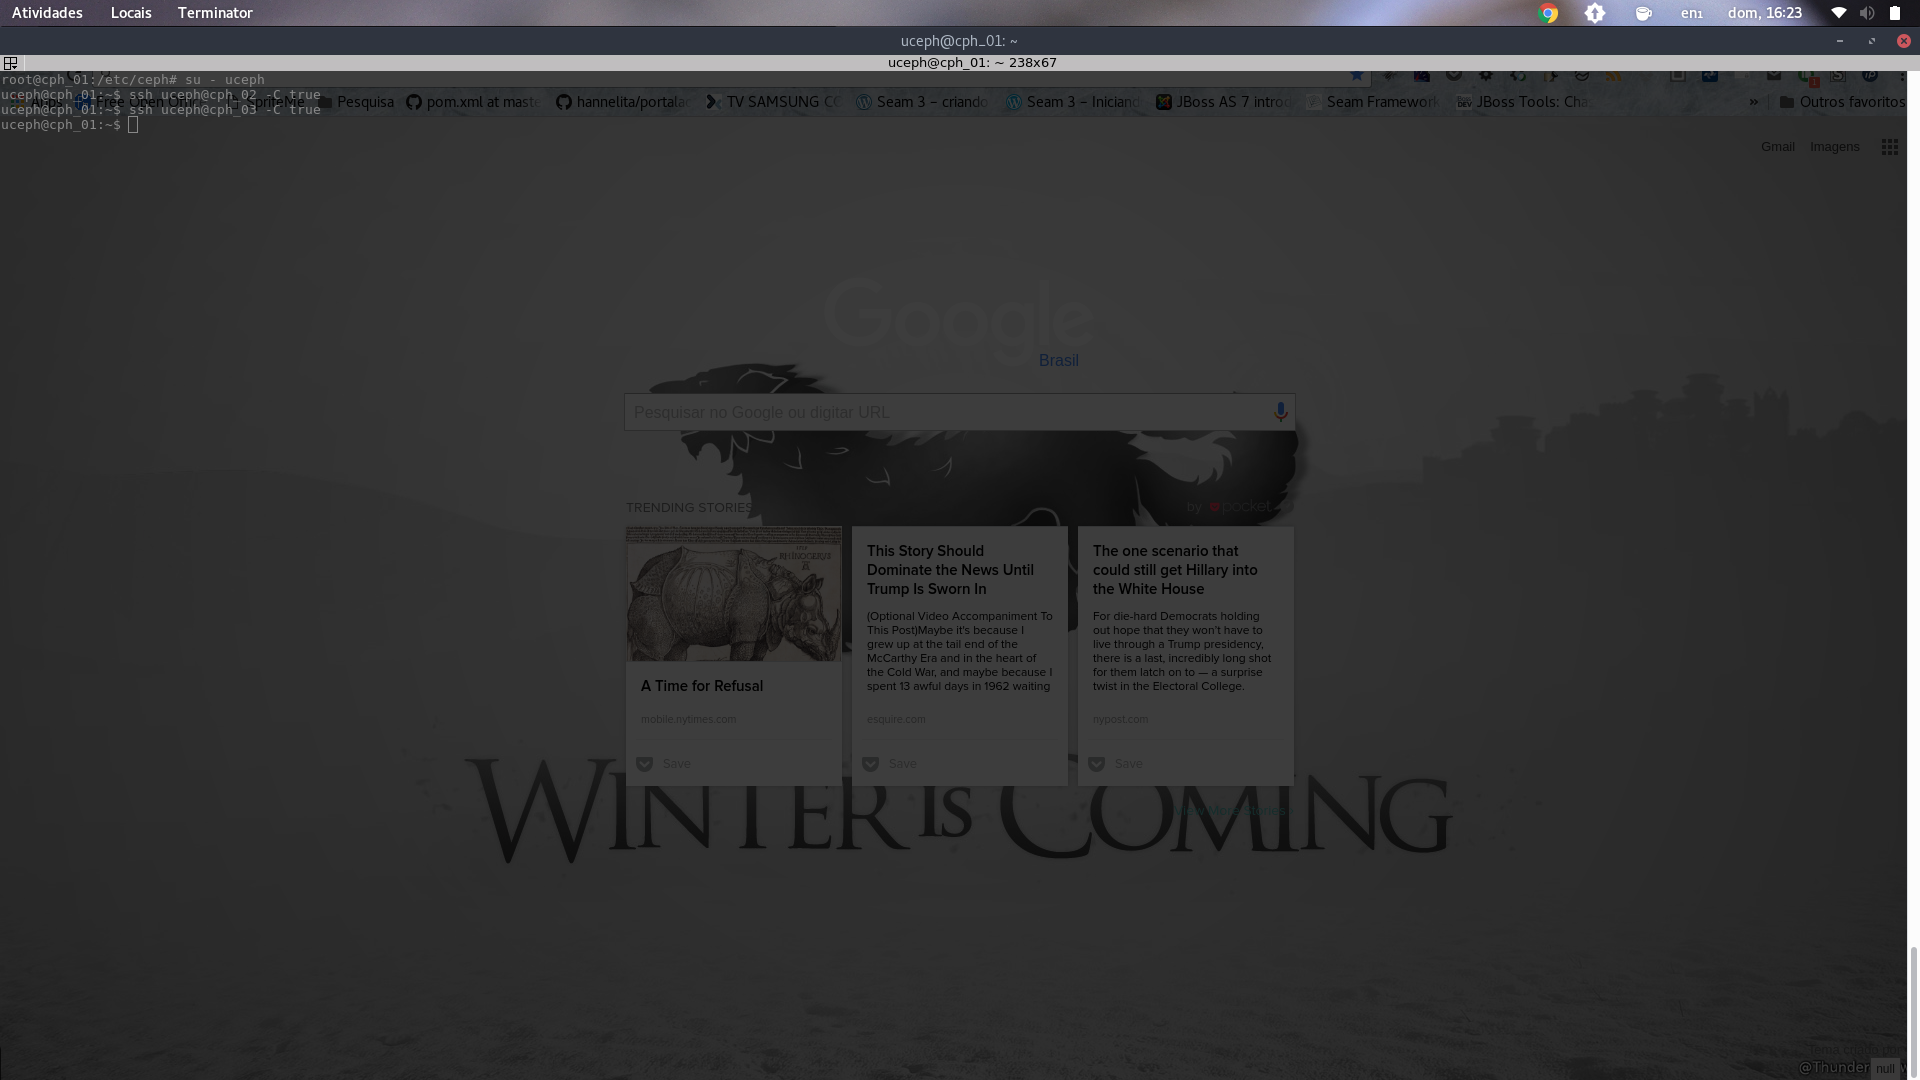 Atividades Locais Terminator en₁ dom, 16:23
uceph@cph_01: ~
uceph@cph_01: ~ 238x67
root@cph_01:/etc/ceph# su - uceph
uceph@cph_01:~$ ssh uceph@cph_02 -C true
Apps Free Open Offi SpriteMe Pesquisa pom.xml at maste hannelita/portala TV SAMSUNG CO Seam 3 – criando Seam 3 – Iniciand JBoss AS 7 introd Seam Framework JBoss Tools: Cha » Outros favoritos
uceph@cph_01:~$ ssh uceph@cph_03 -C true
uceph@cph_01:~$
Gmail Imagens
Google
Brasil
Pesquisar no Google ou digitar URL
TRENDING STORIES by pocket
RHINOCERVS
A Time for Refusal
mobile.nytimes.com
Save
This Story Should
Dominate the News Until
Trump Is Sworn In
(Optional Video Accompaniment To
This Post)Maybe it's because I
grew up at the tail end of the
McCarthy Era and in the heart of
the Cold War, and maybe because I
spent 13 awful days in 1962 waiting
esquire.com
Save
The one scenario that
could still get Hillary into
the White House
For die-hard Democrats holding
out hope that they won't have to
live through a Trump presidency,
there is a last, incredibly long shot
for them latch on to — a surprise
twist in the Electoral College.
nypost.com
Save
View More Stories
WINTER IS COMING
@Thunder
null